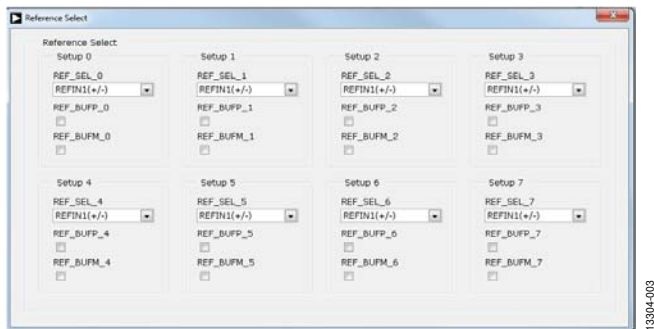 Reference Select
Reference Select
Setup 0 Setup 1 Setup 2 Setup 3
REF_SEL_0 REF_SEL_1 REF_SEL_2 REF_SEL_3
REFIN1(+/-) REFIN1(+/-) REFIN1(+/-) REFIN1(+/-)
REF_BUFP_0 REF_BUFP_1 REF_BUFP_2 REF_BUFP_3
REF_BUFM_0 REF_BUFM_1 REF_BUFM_2 REF_BUFM_3
Setup 4 Setup 5 Setup 6 Setup 7
REF_SEL_4 REF_SEL_5 REF_SEL_6 REF_SEL_7
REFIN1(+/-) REFIN1(+/-) REFIN1(+/-) REFIN1(+/-)
REF_BUFP_4 REF_BUFP_5 REF_BUFP_6 REF_BUFP_7
REF_BUFM_4 REF_BUFM_5 REF_BUFM_6 REF_BUFM_7
13304-003